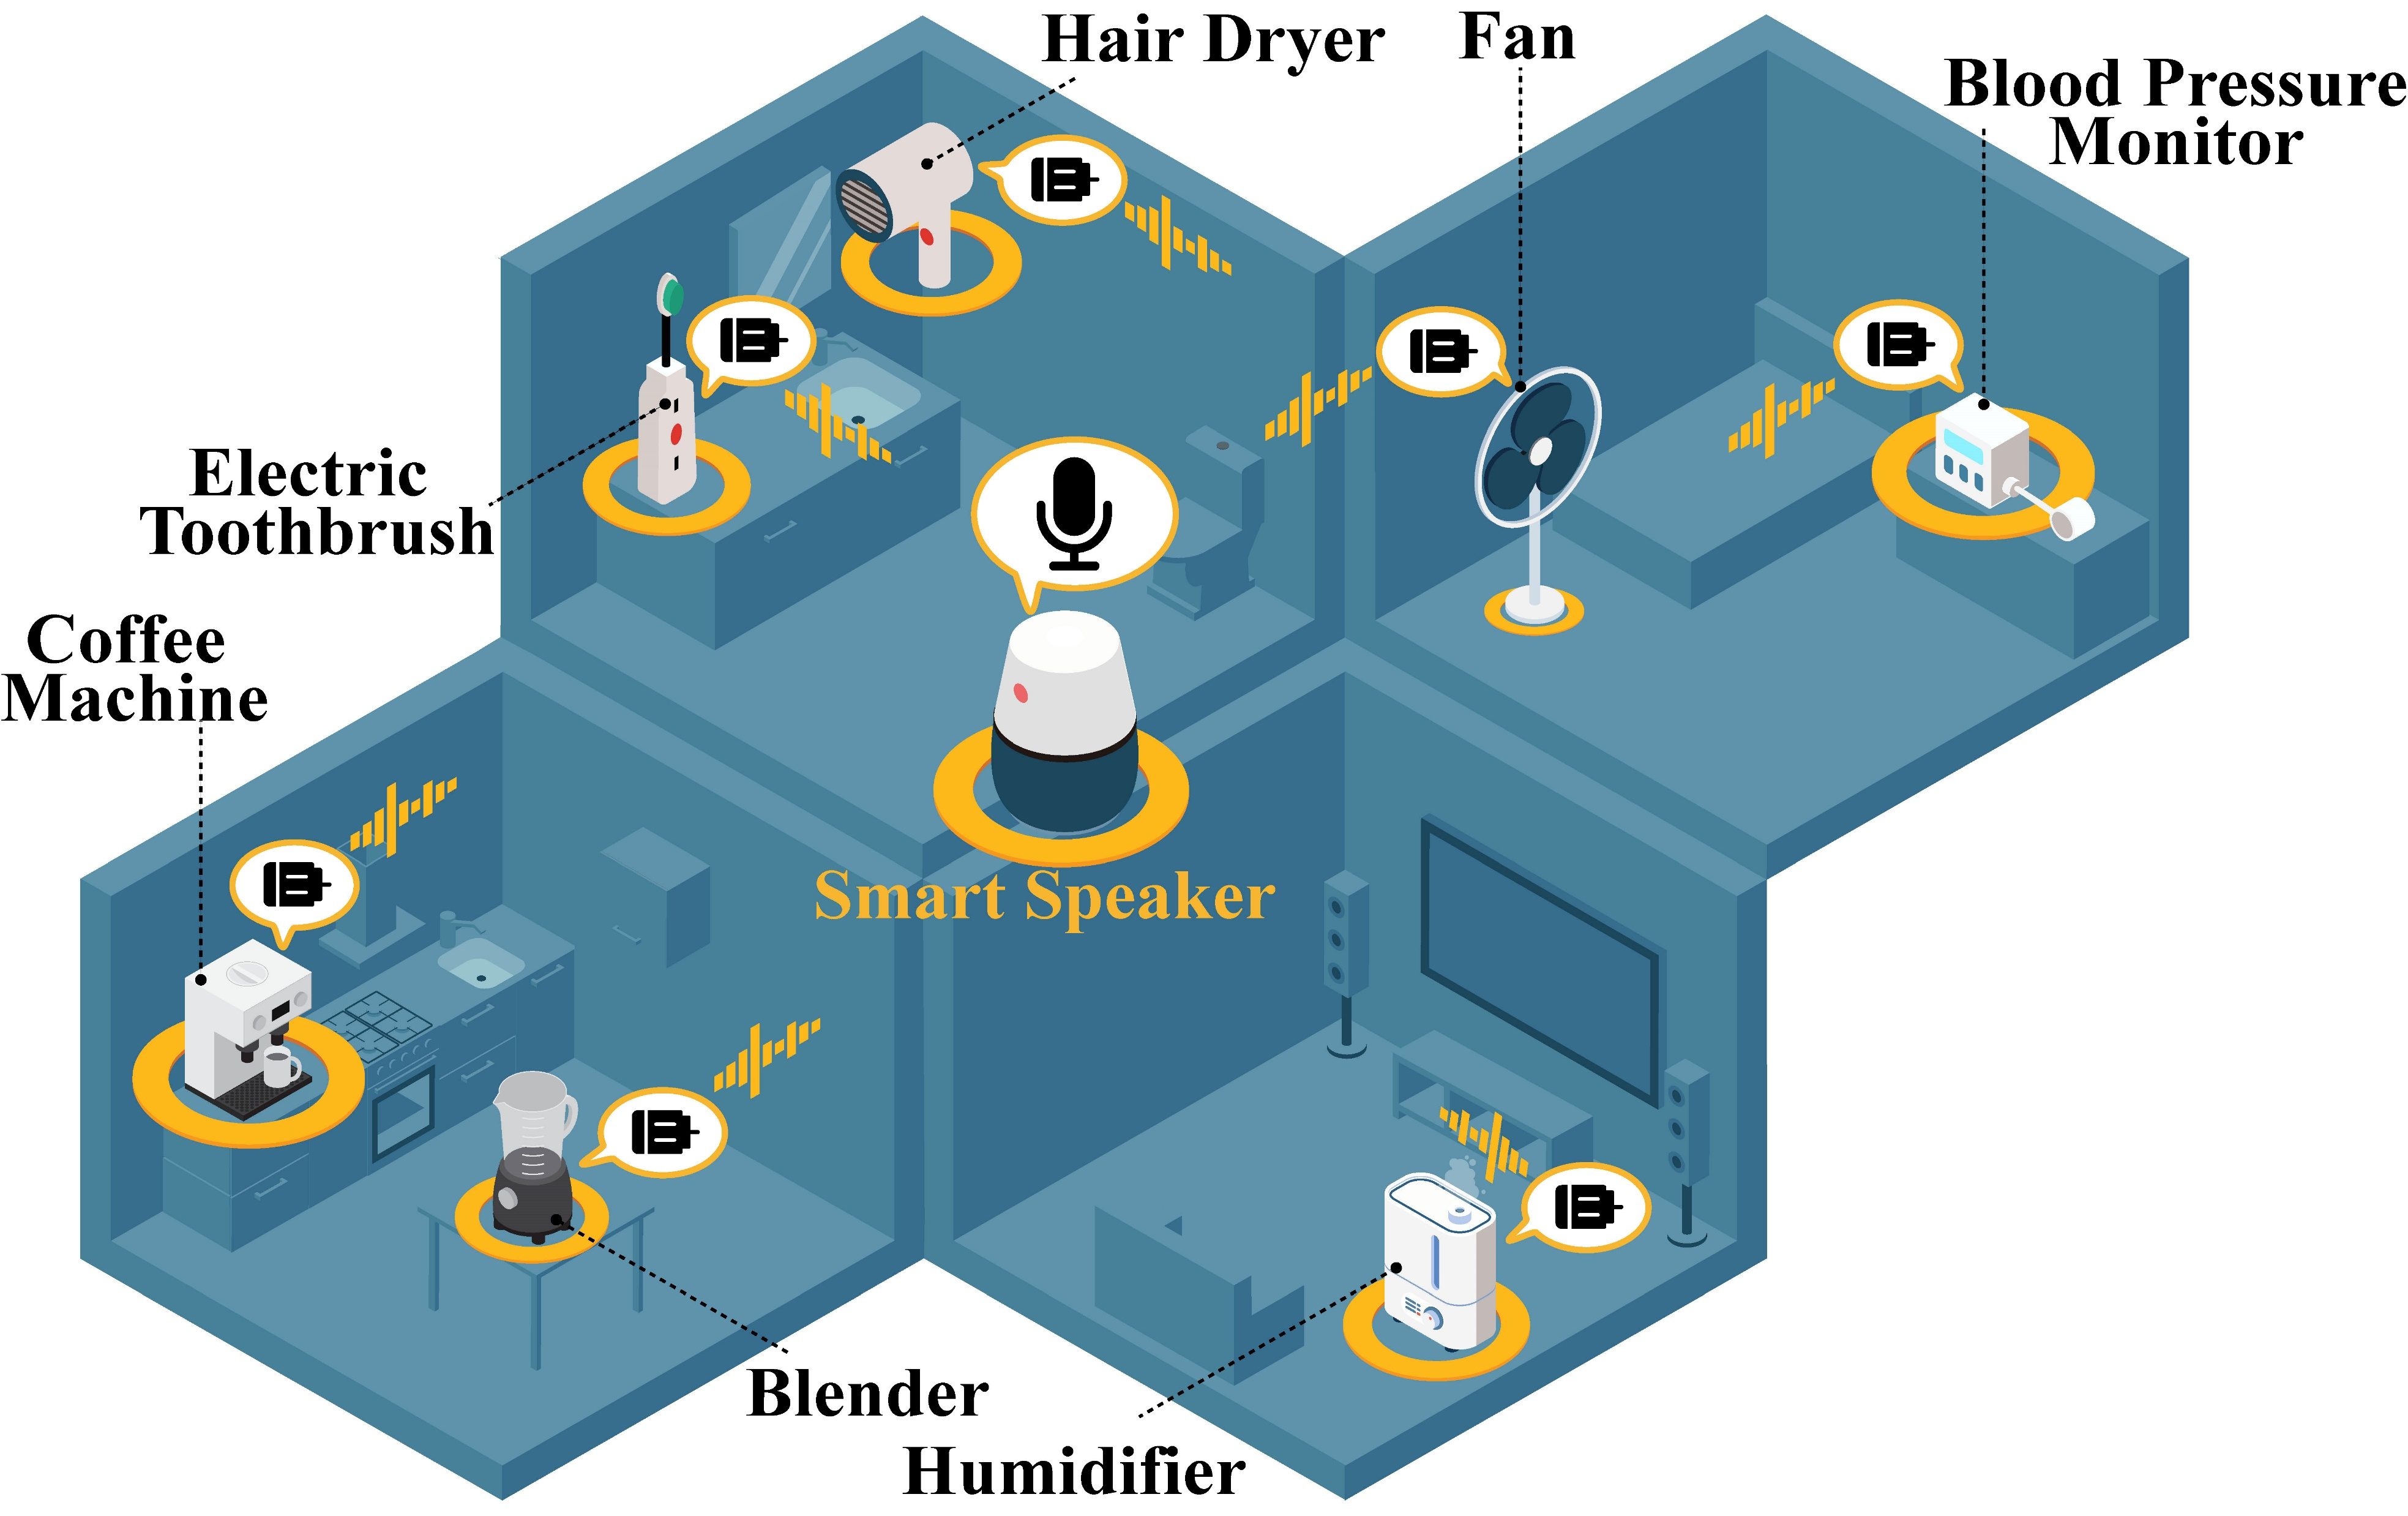 Hair Dryer
Fan
Blood Pressure
Monitor
Electric
Toothbrush
Coffee
Machine
Smart Speaker
Blender
Humidifier